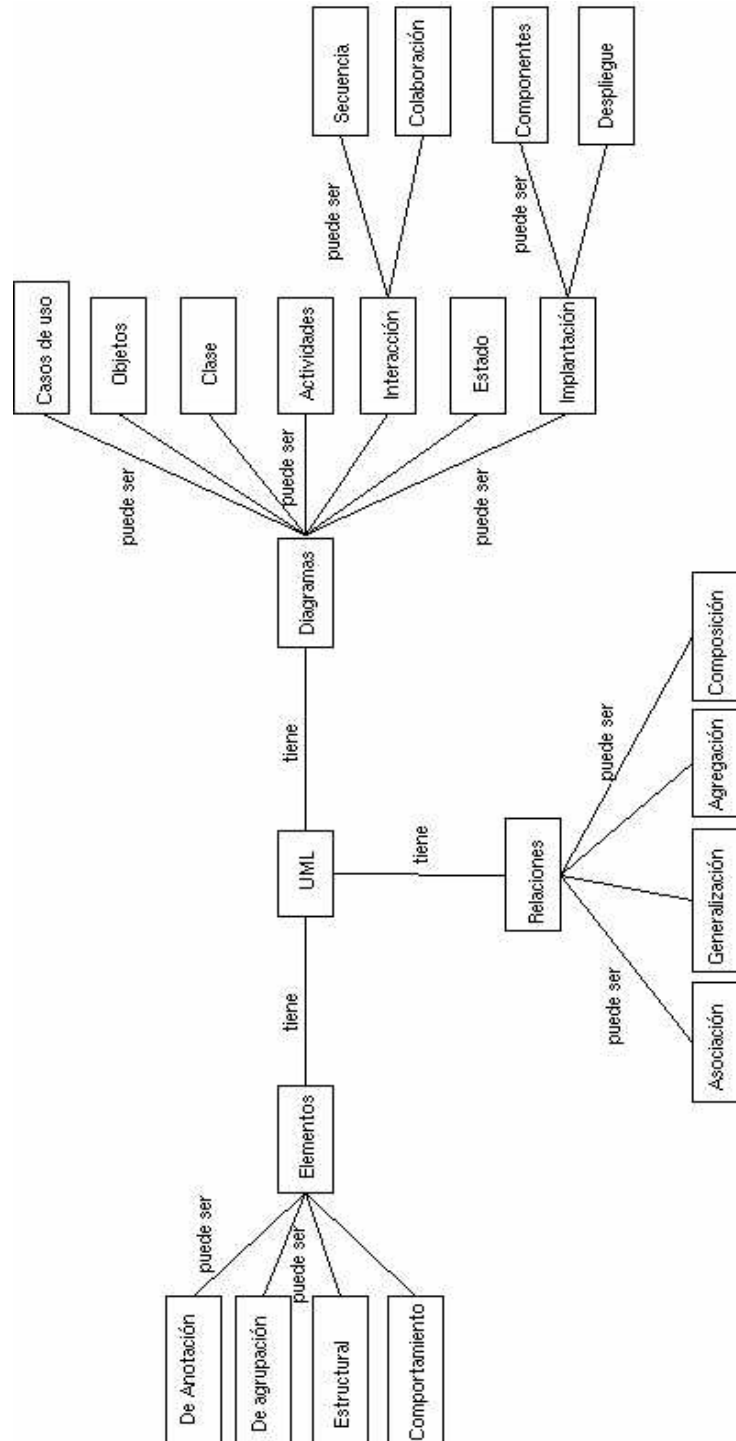 Casos de uso
Objetos
Clase
Actividades
Interacción
Estado
Implantación
Secuencia
Colaboración
Componentes
Despliegue
puede ser
puede ser
puede ser
puede ser
puede ser
Diagramas
tiene
UML
tiene
Relaciones
puede ser
puede ser
Asociación
Generalización
Agregación
Composición
tiene
Elementos
puede ser
puede ser
De Anotación
De agrupación
Estructural
Comportamiento